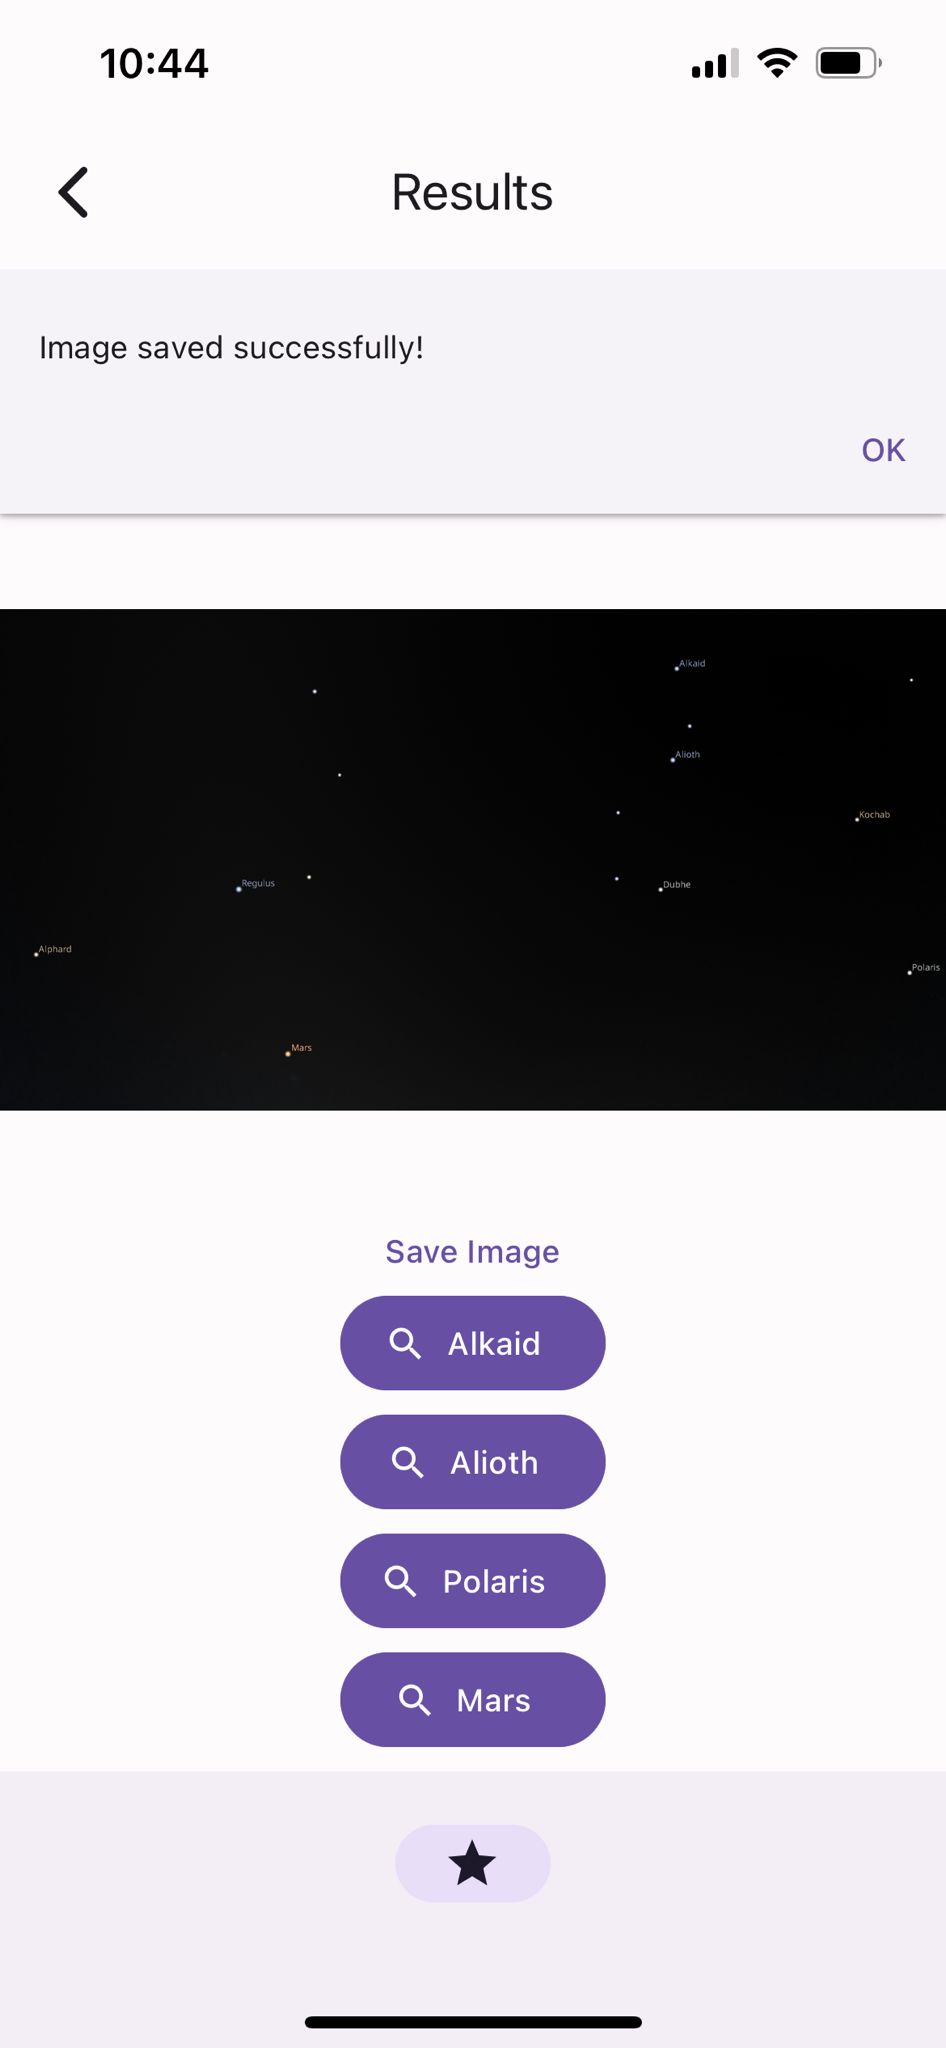 10:44
Results
Image saved successfully!
OK
Alkaid
Alioth
Kochab
Regulus
Dubhe
Alphard
Polaris
Mars
Save Image
Alkaid
Alioth
Polaris
Mars